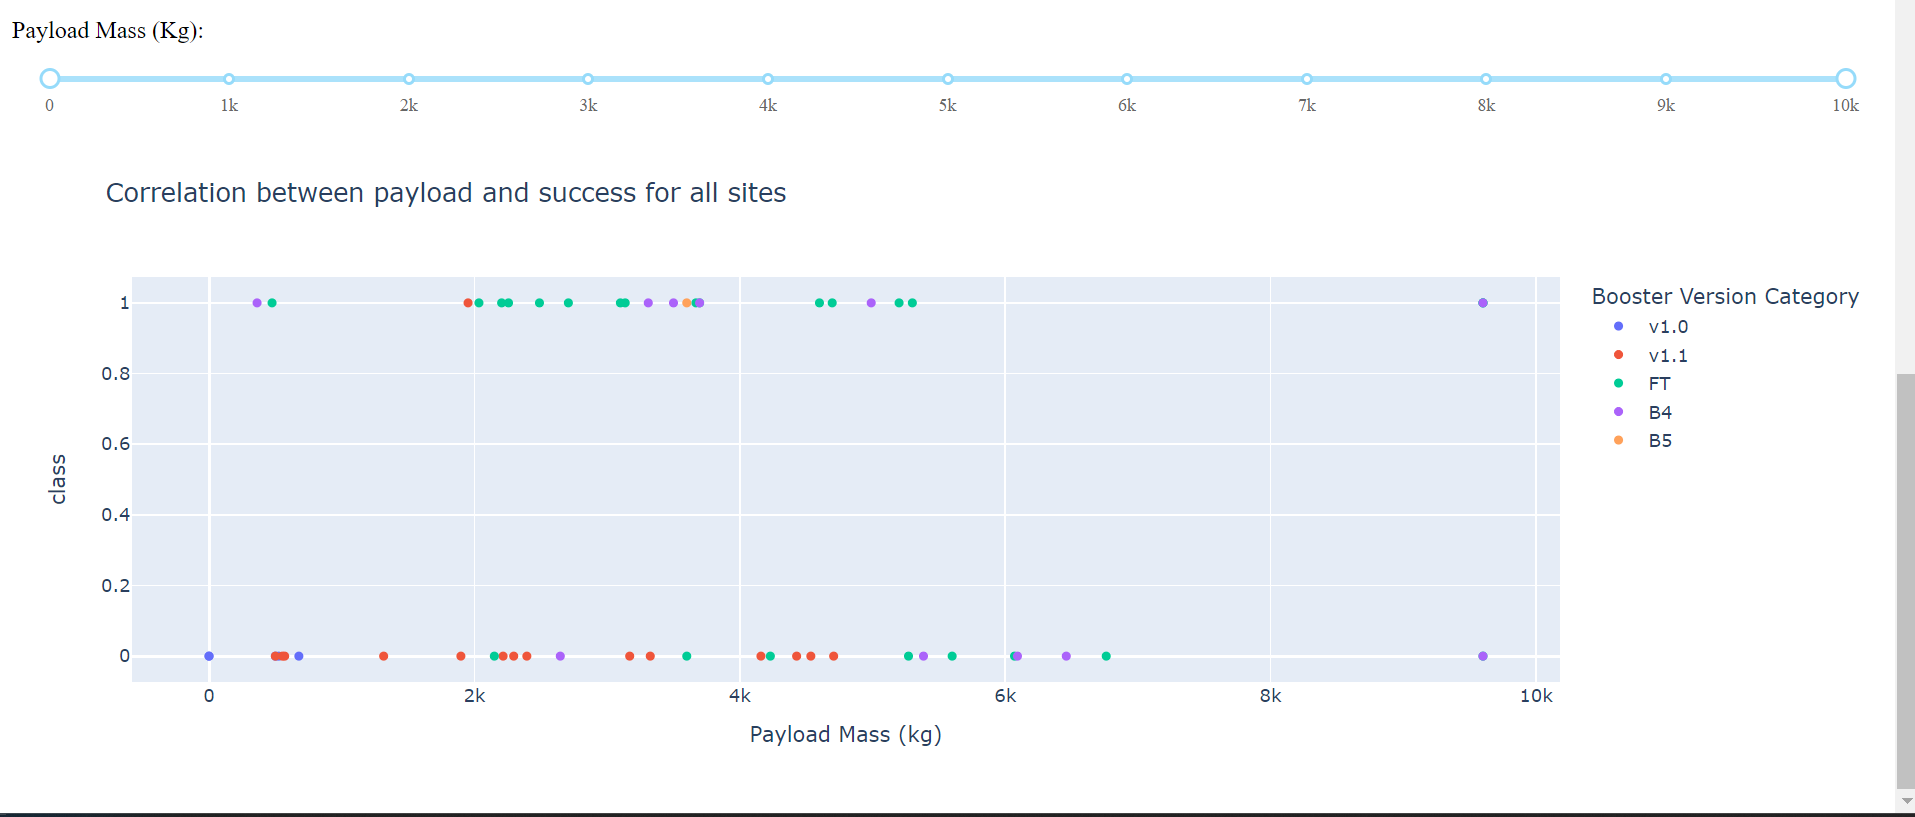 Payload Mass (Kg):
0 1k 2k 3k 4k 5k 6k 7k 8k 9k 10k
Correlation between payload and success for all sites
Booster Version Category
v1.0
v1.1
FT
B4
B5
1
0.8
0.6
0.4
0.2
0
class
0 2k 4k 6k 8k 10k
Payload Mass (kg)